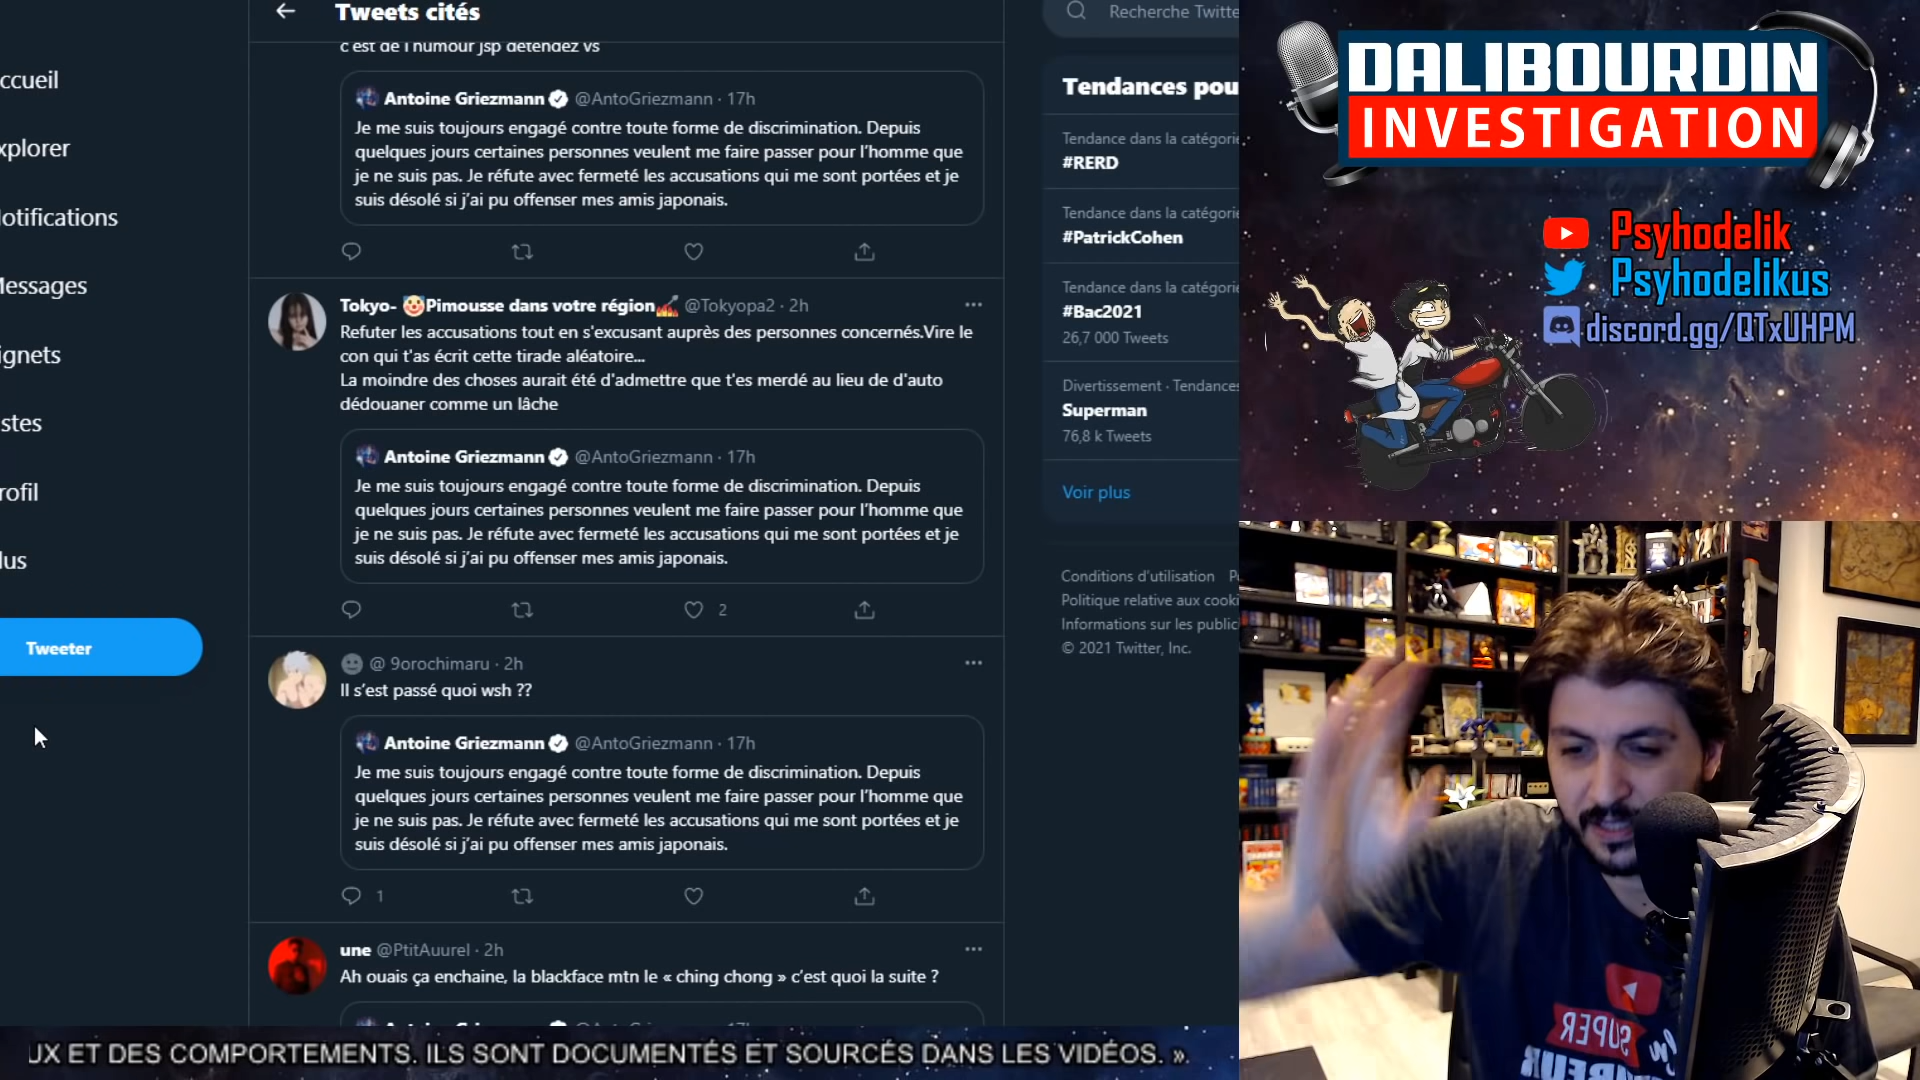 Tweets cités
c'est de l'humour jsp détendez vs
Antoine Griezmann @AntoGriezmann · 17h
Je me suis toujours engagé contre toute forme de discrimination. Depuis
quelques jours certaines personnes veulent me faire passer pour l'homme que
je ne suis pas. Je réfute avec fermeté les accusations qui me sont portées et je
suis désolé si j'ai pu offenser mes amis japonais.
Tokyo- 🤡Pimousse dans votre région @Tokyopa2 · 2h
Refuter les accusations tout en s'excusant auprès des personnes concernés.Vire le
con qui t'as écrit cette tirade aléatoire...
La moindre des choses aurait été d'admettre que t'es merdé au lieu de d'auto
dédouaner comme un lâche
Antoine Griezmann @AntoGriezmann · 17h
Je me suis toujours engagé contre toute forme de discrimination. Depuis
quelques jours certaines personnes veulent me faire passer pour l'homme que
je ne suis pas. Je réfute avec fermeté les accusations qui me sont portées et je
suis désolé si j'ai pu offenser mes amis japonais.
2
@ 9orochimaru · 2h
Il s'est passé quoi wsh ??
Antoine Griezmann @AntoGriezmann · 17h
Je me suis toujours engagé contre toute forme de discrimination. Depuis
quelques jours certaines personnes veulent me faire passer pour l'homme que
je ne suis pas. Je réfute avec fermeté les accusations qui me sont portées et je
suis désolé si j'ai pu offenser mes amis japonais.
1
une @PtitAuurel · 2h
Ah ouais ça enchaine, la blackface mtn le « ching chong » c'est quoi la suite ?
ccueil
xplorer
otifications
essages
ignets
stes
rofil
lus
Tweeter
Recherche Twitte
Tendances pou
Tendance dans la catégorie
#RERD
Tendance dans la catégorie
#PatrickCohen
Tendance dans la catégorie
#Bac2021
26,7 000 Tweets
Divertissement · Tendances
Superman
76,8 k Tweets
Voir plus
Conditions d'utilisation
Politique relative aux cooki
Informations sur les public
© 2021 Twitter, Inc.
DALIBOURDIN
INVESTIGATION
Psyhodelik
Psyhodelikus
discord.gg/QTxUHPM
SUPER
UX ET DES COMPORTEMENTS. ILS SONT DOCUMENTÉS ET SOURCÉS DANS LES VIDÉOS. ».